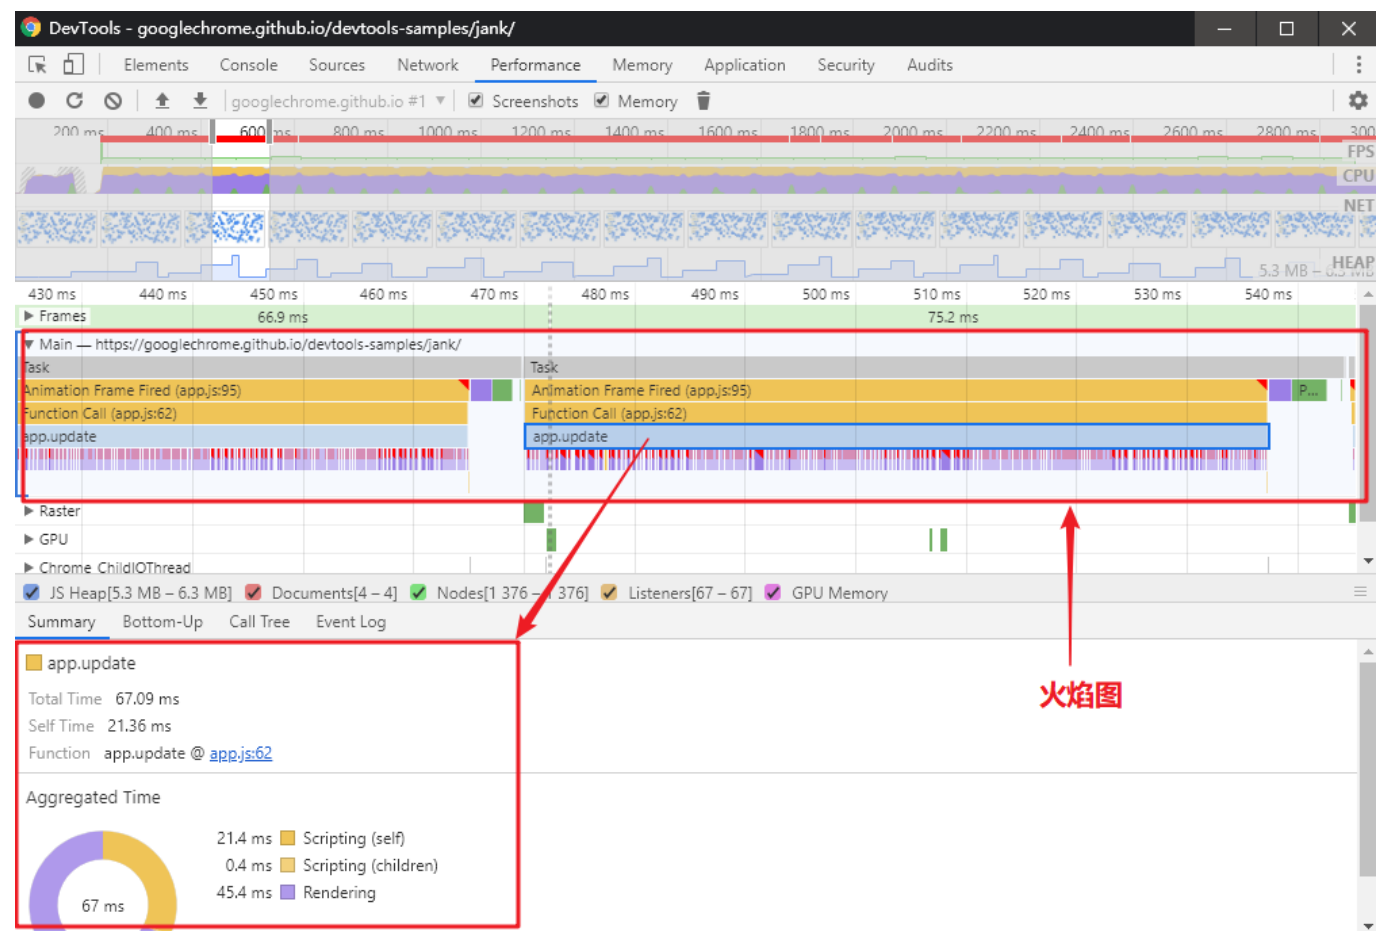 DevTools - googlechrome.github.io/devtools-samples/jank/
Elements Console Sources Network Performance Memory Application Security Audits
googlechrome.github.io #1 ▼ Screenshots Memory
200 ms 400 ms 600 ms 800 ms 1000 ms 1200 ms 1400 ms 1600 ms 1800 ms 2000 ms 2200 ms 2400 ms 2600 ms 2800 ms 300
FPS
CPU
NET
HEAP
5.3 MB –
430 ms 440 ms 450 ms 460 ms 470 ms 480 ms 490 ms 500 ms 510 ms 520 ms 530 ms 540 ms
▶ Frames 66.9 ms 75.2 ms
▼ Main — https://googlechrome.github.io/devtools-samples/jank/
Task Task
Animation Frame Fired (app.js:95) Animation Frame Fired (app.js:95) P...
Function Call (app.js:62) Function Call (app.js:62)
app.update app.update
▶ Raster
▶ GPU
▶ Chrome ChildIOThread
JS Heap[5.3 MB – 6.3 MB] Documents[4 – 4] Nodes[1 376 – 1 376] Listeners[67 – 67] GPU Memory
Summary Bottom-Up Call Tree Event Log
app.update
Total Time 67.09 ms
Self Time 21.36 ms
Function app.update @ app.js:62
火焰图
Aggregated Time
21.4 ms Scripting (self)
0.4 ms Scripting (children)
45.4 ms Rendering
67 ms